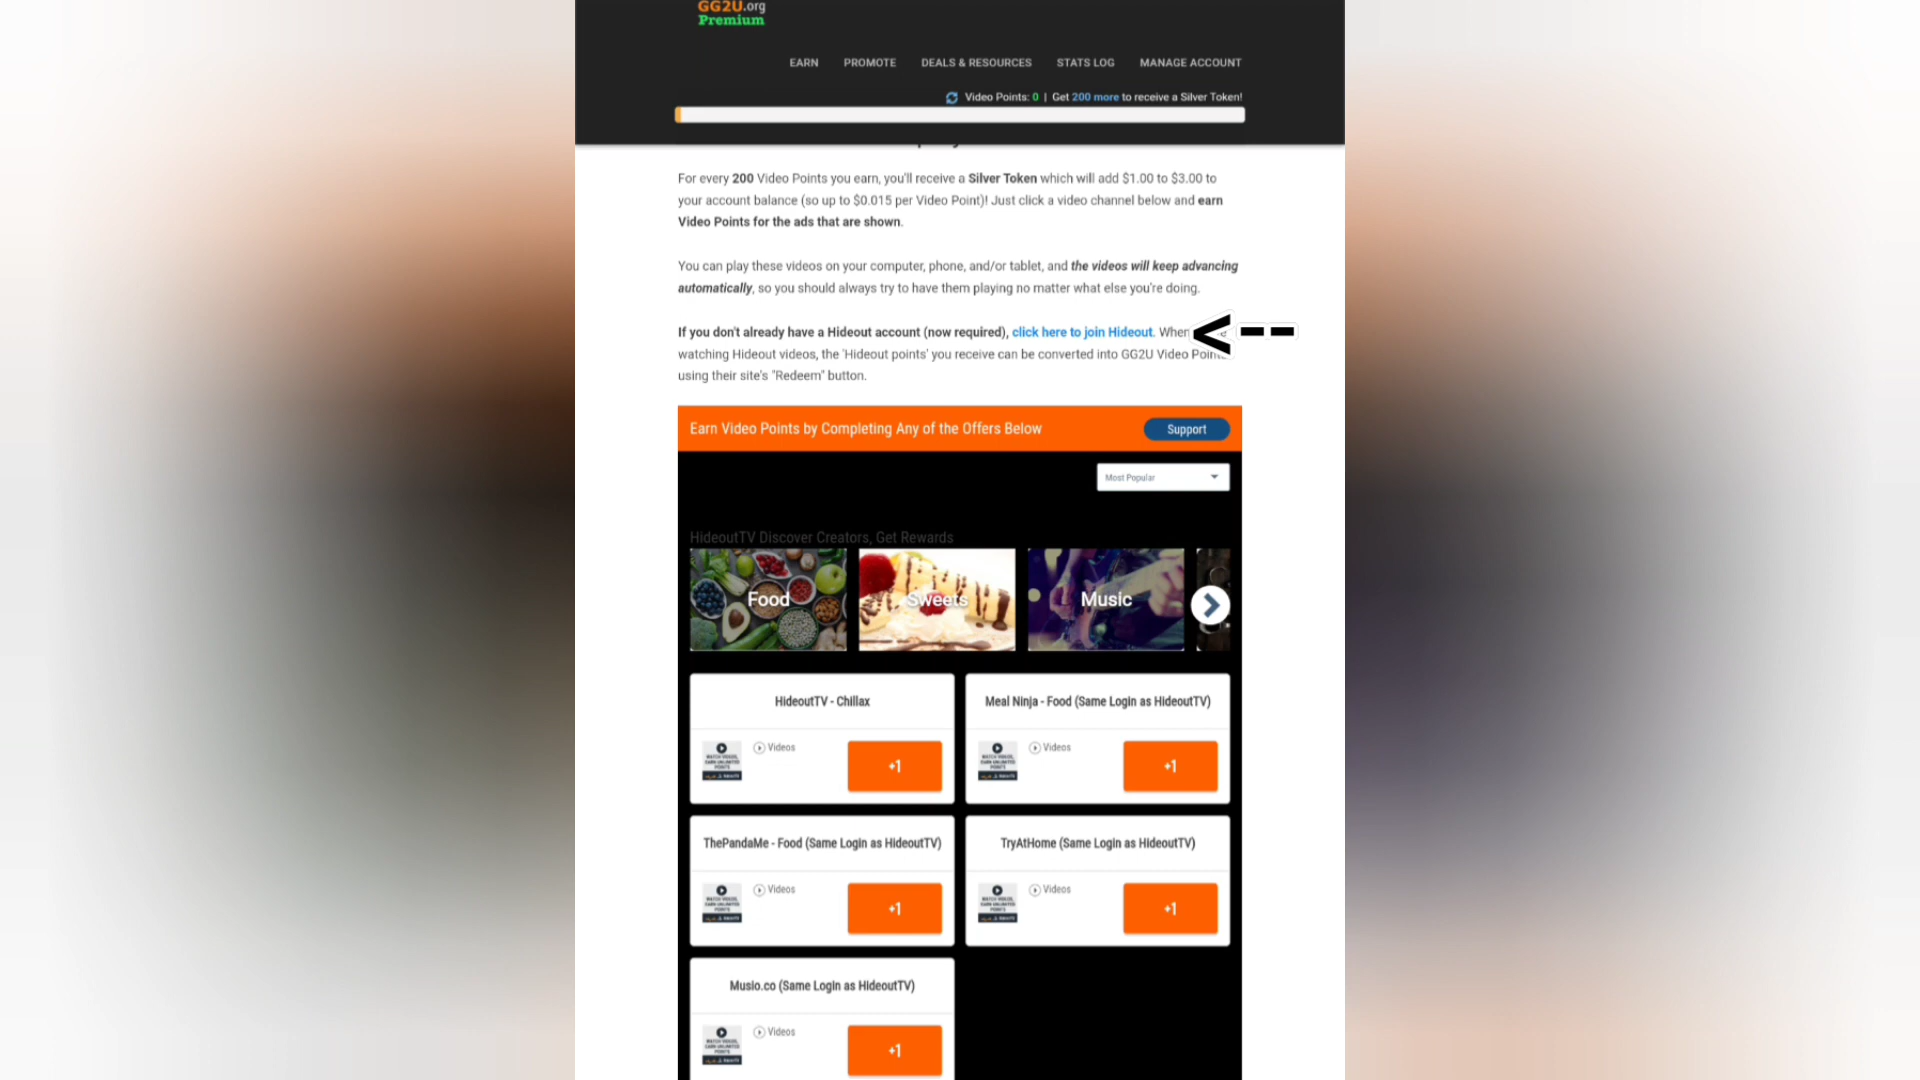 GG2U.org
Premium
EARN PROMOTE DEALS & RESOURCES STATS LOG MANAGE ACCOUNT
Video Points: 0 | Get 200 more to receive a Silver Token!
For every 200 Video Points you earn, you'll receive a Silver Token which will add $1.00 to $3.00 to
your account balance (so up to $0.015 per Video Point)! Just click a video channel below and earn
Video Points for the ads that are shown.
You can play these videos on your computer, phone, and/or tablet, and the videos will keep advancing
automatically, so you should always try to have them playing no matter what else you're doing.
If you don't already have a Hideout account (now required), click here to join Hideout. When
watching Hideout videos, the 'Hideout points' you receive can be converted into GG2U Video Points
using their site's "Redeem" button.
Earn Video Points by Completing Any of the Offers Below
Support
Most Popular
HideoutTV Discover Creators, Get Rewards
Food
Sweets
Music
HideoutTV - Chillax
Videos
+1
Meal Ninja - Food (Same Login as HideoutTV)
Videos
+1
ThePandaMe - Food (Same Login as HideoutTV)
Videos
+1
TryAtHome (Same Login as HideoutTV)
Videos
+1
Musio.co (Same Login as HideoutTV)
Videos
+1